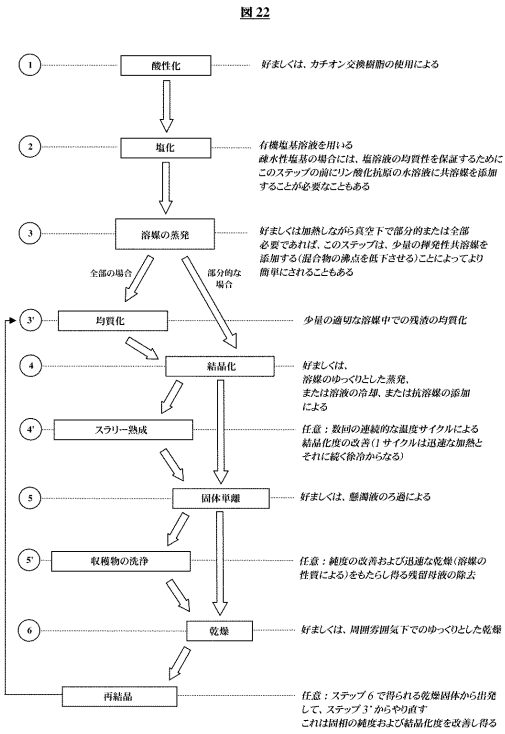 図 22
1
酸性化
好ましくは、カチオン交換樹脂の使用による
2
塩化
有機塩基溶液を用いる
疎水性塩基の場合には、塩溶液の均質性を保証するために
このステップの前にリン酸化抗原の水溶液に共溶媒を添加
することが必要なこともある
3
溶媒の蒸発
好ましくは加熱しながら真空下で部分的または全部
必要であれば、このステップは、少量の揮発性共溶媒を
添加する(混合物の沸点を低下させる)ことによってより
簡単にされることもある
全部の場合
部分的な
場合
3'
均質化
少量の適切な溶媒中での残渣の均質化
4
結晶化
好ましくは、
溶媒のゆっくりとした蒸発、
または溶液の冷却、または抗溶媒の添加
による
4'
スラリー熟成
任意：数回の連続的な温度サイクルによる
結晶化度の改善(1サイクルは迅速な加熱と
それに続く徐冷からなる)
5
固体単離
好ましくは、懸濁液のろ過による
5'
収穫物の洗浄
任意：純度の改善および迅速な乾燥(溶媒の
性質による)をもたらし得る残留母液の除去
6
乾燥
好ましくは、周囲雰囲気下でのゆっくりとした乾燥
再結晶
任意：ステップ 6 で得られる乾燥固体から出発
して、ステップ 3' からやり直す
これは固相の純度および結晶化度を改善し得る